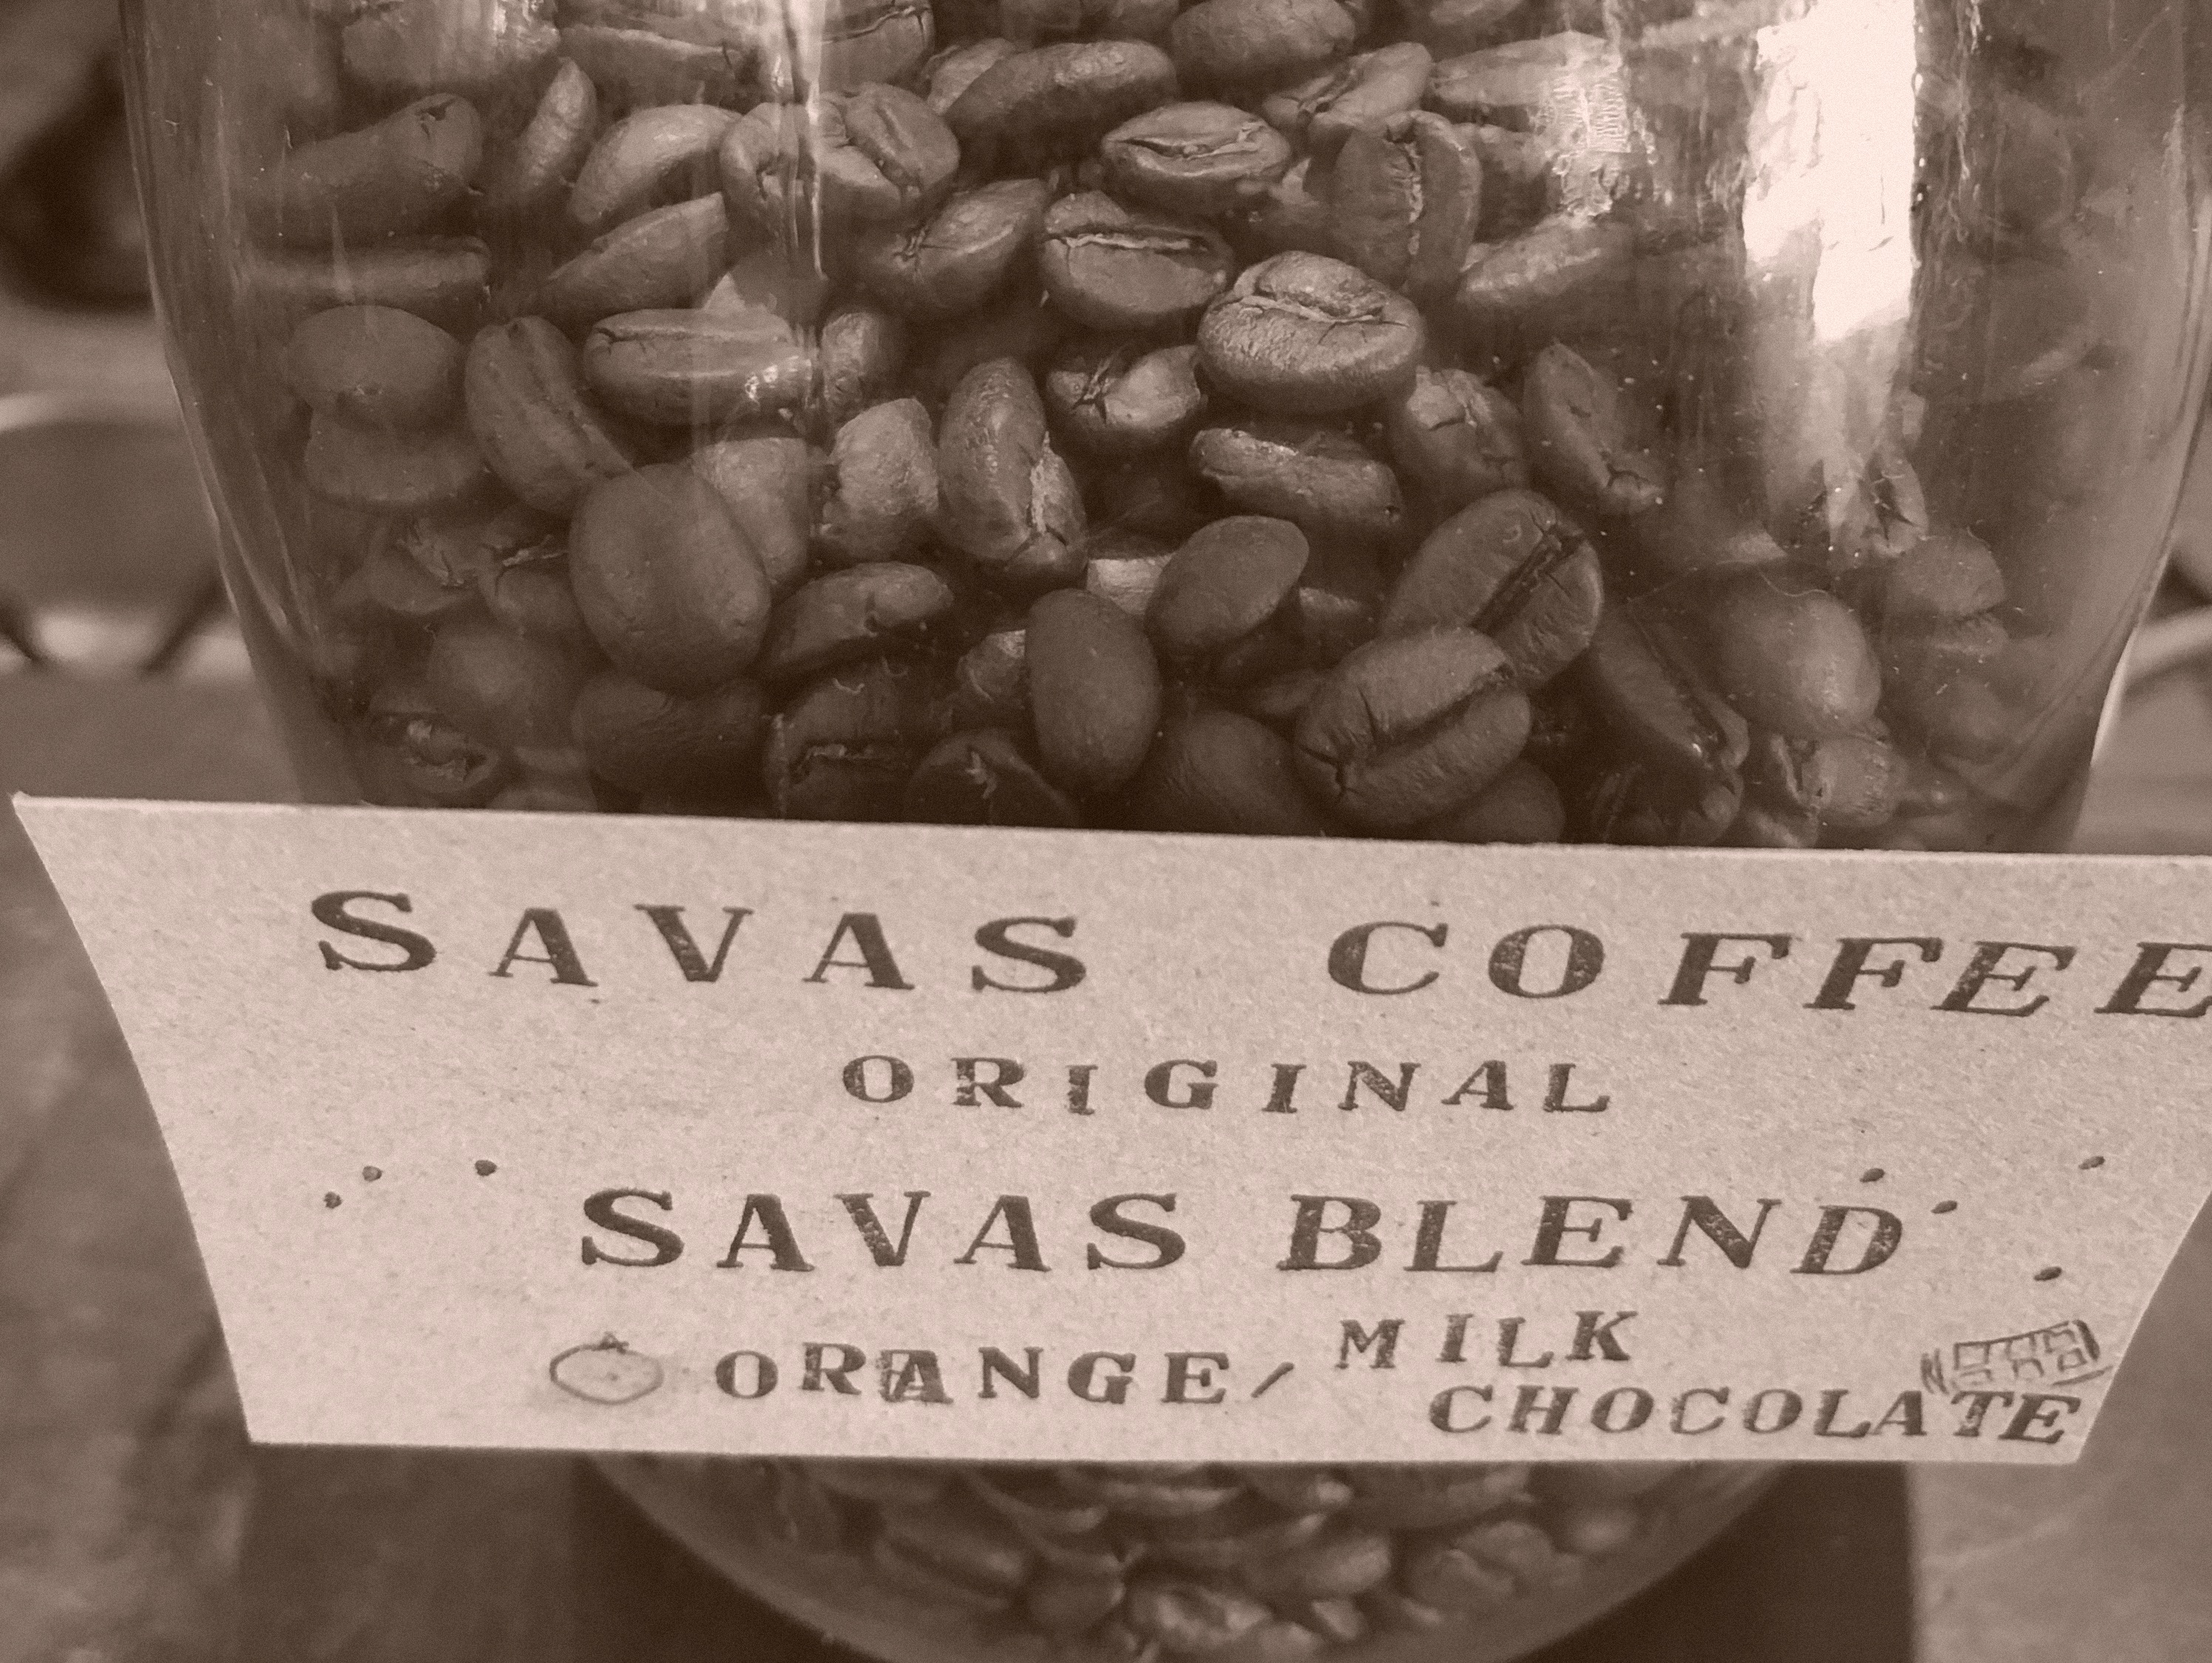 SAVAS COFFEE
ORIGINAL
SAVAS BLEND
ORANGE/ MILK
CHOCOLATE